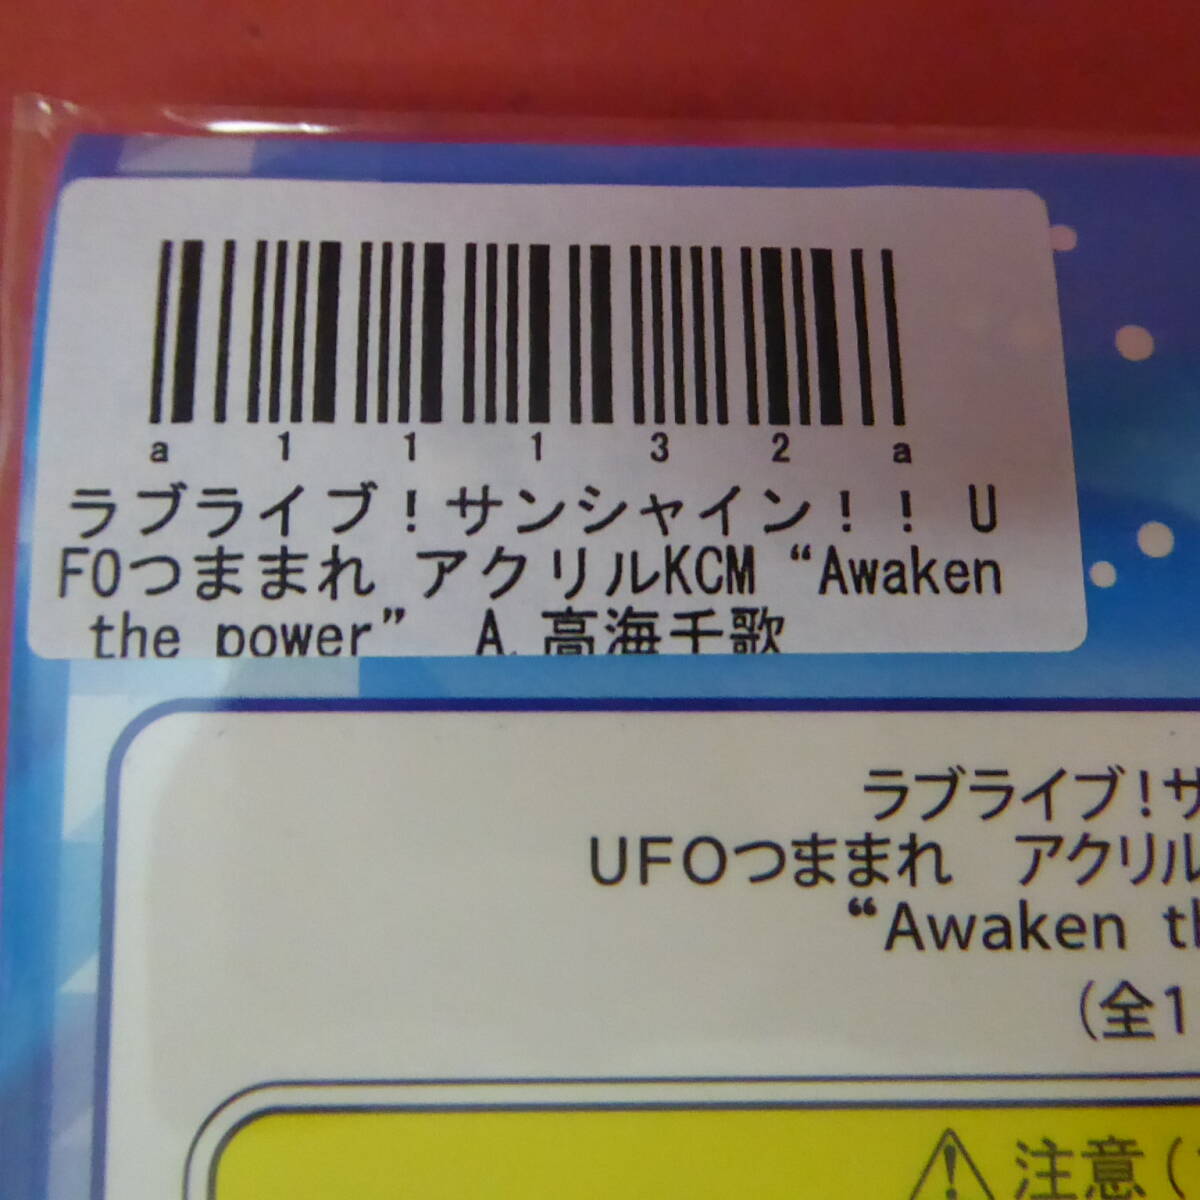 a 1 1 1 3 2 a
ラブライブ!サンシャイン!! U
FOつままれ アクリルKCM “Awaken
the power” A.高海千歌
ラブライブ!サ
UFOつままれ アクリル
“Awaken th
(全1
⚠注意(